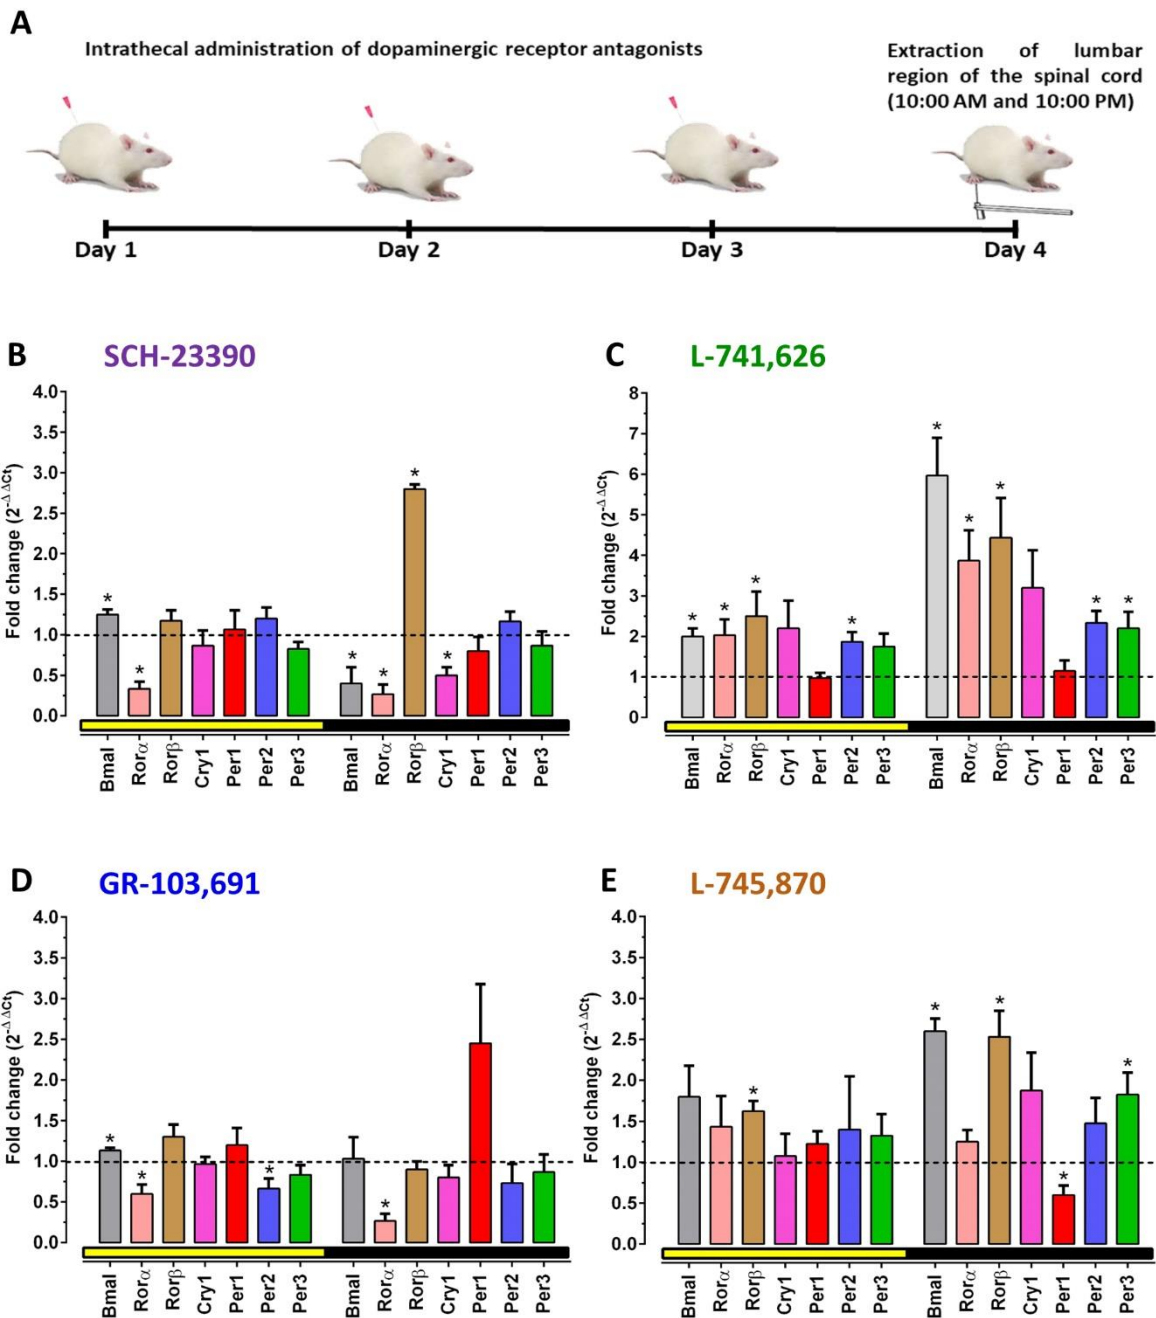 A
Intrathecal administration of dopaminergic receptor antagonists
Extraction of lumbar
region of the spinal cord
(10:00 AM and 10:00 PM)
Day 1
Day 2
Day 3
Day 4
B
SCH-23390
Fold change (2^-ΔΔCt)
4.0
3.5
3.0
2.5
2.0
1.5
1.0
0.5
0.0
* * * * * *
Bmal Rorα Rorβ Cry1 Per1 Per2 Per3 Bmal Rorα Rorβ Cry1 Per1 Per2 Per3
C
L-741,626
Fold change (2^-ΔΔCt)
8
7
6
5
4
3
2
1
0
* * * * * * * * *
Bmal Rorα Rorβ Cry1 Per1 Per2 Per3 Bmal Rorα Rorβ Cry1 Per1 Per2 Per3
D
GR-103,691
Fold change (2^-ΔΔCt)
4.0
3.5
3.0
2.5
2.0
1.5
1.0
0.5
0.0
* * * *
Bmal Rorα Rorβ Cry1 Per1 Per2 Per3 Bmal Rorα Rorβ Cry1 Per1 Per2 Per3
E
L-745,870
Fold change (2^-ΔΔCt)
4.0
3.5
3.0
2.5
2.0
1.5
1.0
0.5
0.0
* * * * *
Bmal Rorα Rorβ Cry1 Per1 Per2 Per3 Bmal Rorα Rorβ Cry1 Per1 Per2 Per3